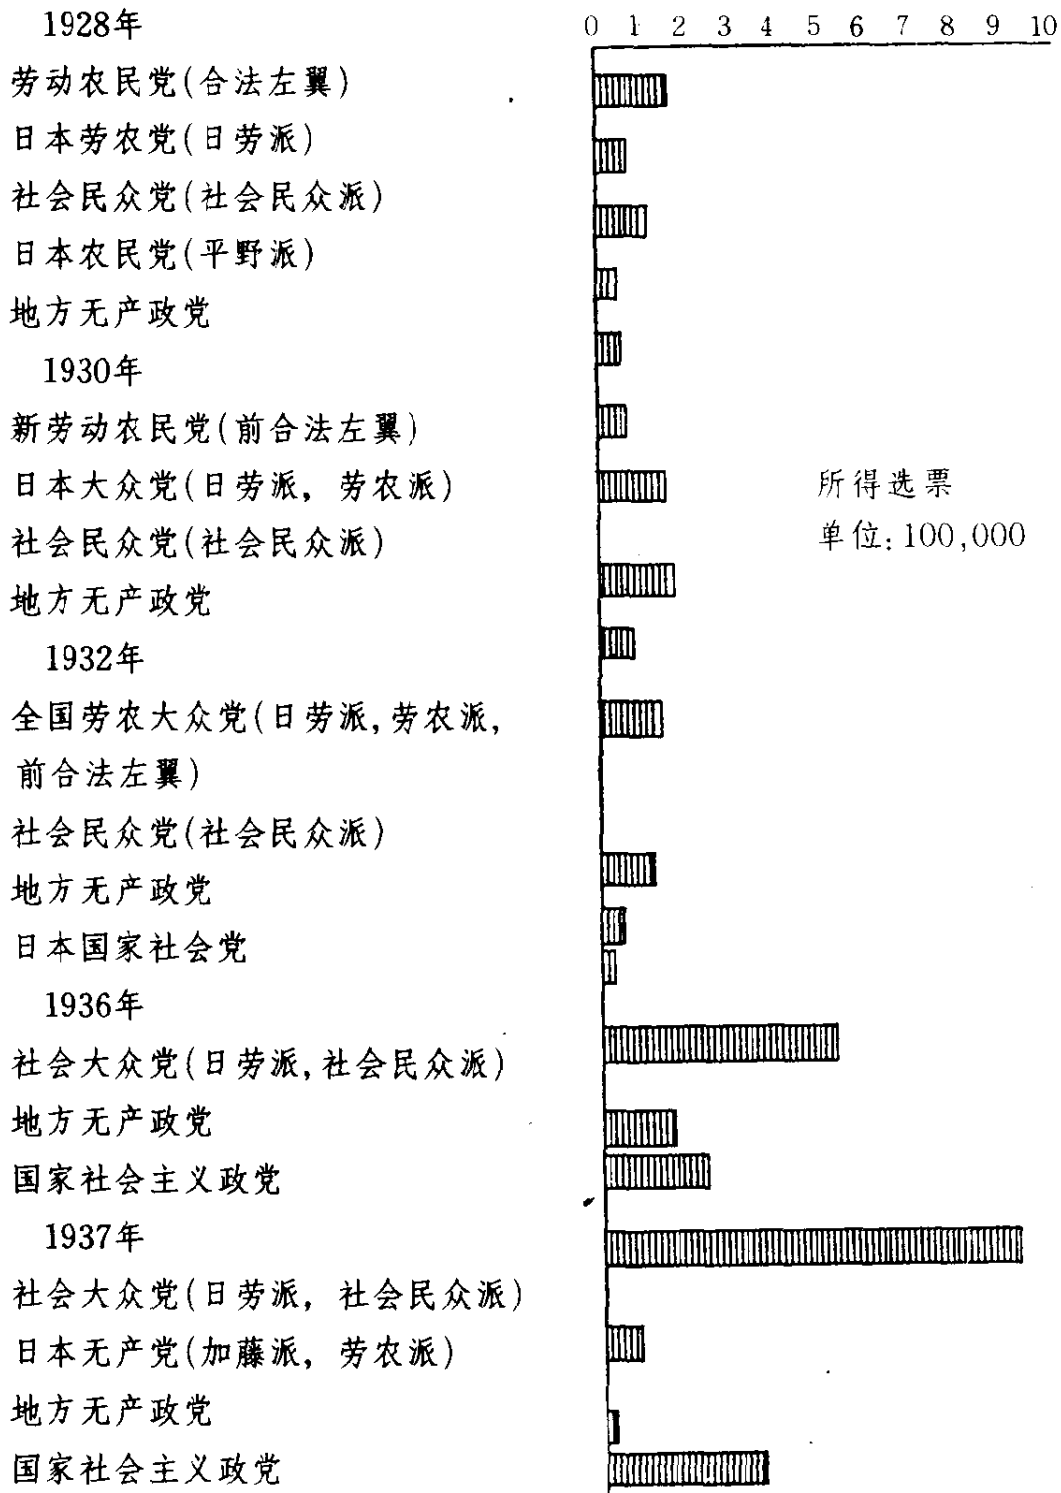 1928年
0 1 2 3 4 5 6 7 8 9 10
劳动农民党(合法左翼)
日本劳农党(日劳派)
社会民众党(社会民众派)
日本农民党(平野派)
地方无产政党
1930年
新劳动农民党(前合法左翼)
日本大众党(日劳派, 劳农派)
所得选票
单位:100,000
社会民众党(社会民众派)
地方无产政党
1932年
全国劳农大众党(日劳派,劳农派,
前合法左翼)
社会民众党(社会民众派)
地方无产政党
日本国家社会党
1936年
社会大众党(日劳派,社会民众派)
地方无产政党
国家社会主义政党
1937年
社会大众党(日劳派, 社会民众派)
日本无产党(加藤派, 劳农派)
地方无产政党
国家社会主义政党